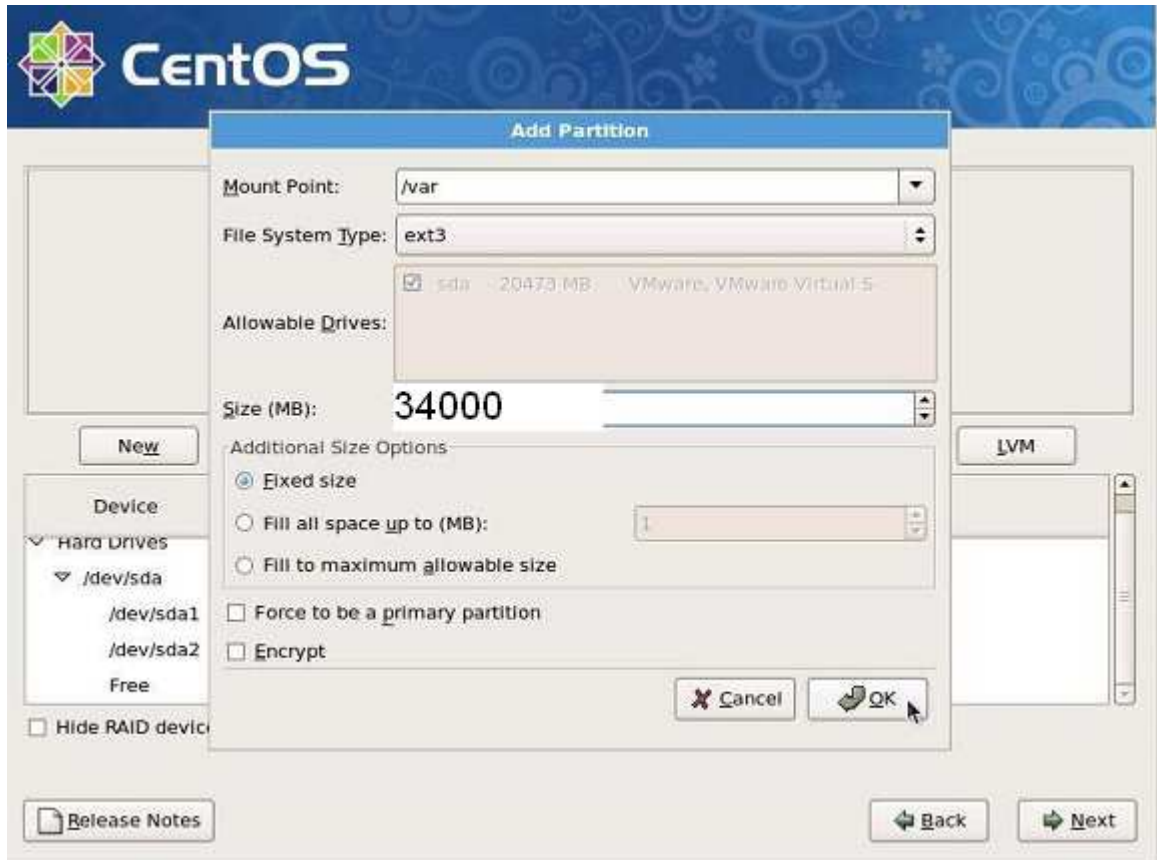 CentOS
Add Partition
Mount Point: /var
File System Type: ext3
Allowable Drives:
sda 20473 MB VMware, VMware Virtual S
Size (MB): 34000
New
LVM
Additional Size Options
Fixed size
Fill all space up to (MB): 1
Fill to maximum allowable size
Device
Hard Drives
/dev/sda
/dev/sda1
/dev/sda2
Free
Force to be a primary partition
Encrypt
Cancel OK
Hide RAID devic
Release Notes
Back Next